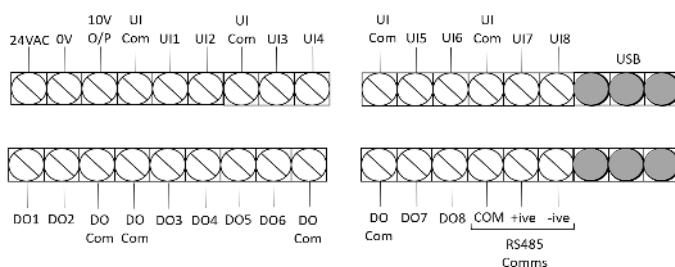 24VAC 0V 10V O/P UI Com UI1 UI2 UI Com UI3 UI4
UI Com UI5 UI6 UI Com UI7 UI8 USB
DO1 DO2 DO Com DO Com DO3 DO4 DO5 DO6 DO Com
DO Com DO7 DO8 COM +ive -ive
RS485
Comms